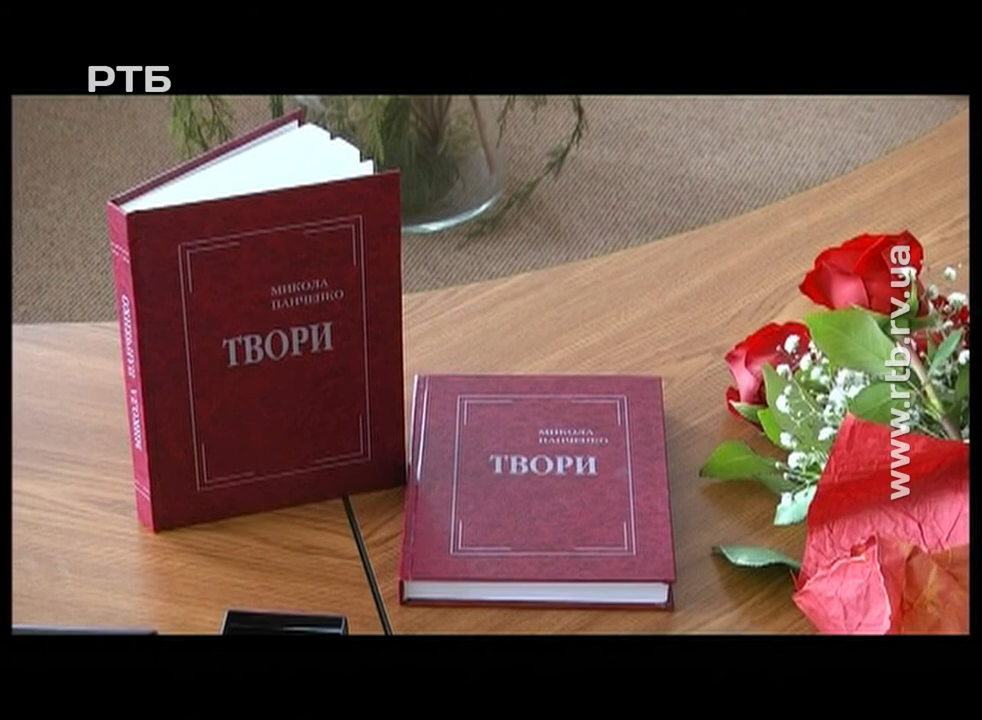 РТБ
МИКОЛА
ПАНЧЕНКО
ТВОРИ
МИКОЛА ПАНЧЕНКО
МИКОЛА
ПАНЧЕНКО
ТВОРИ
www.rtb.rv.ua